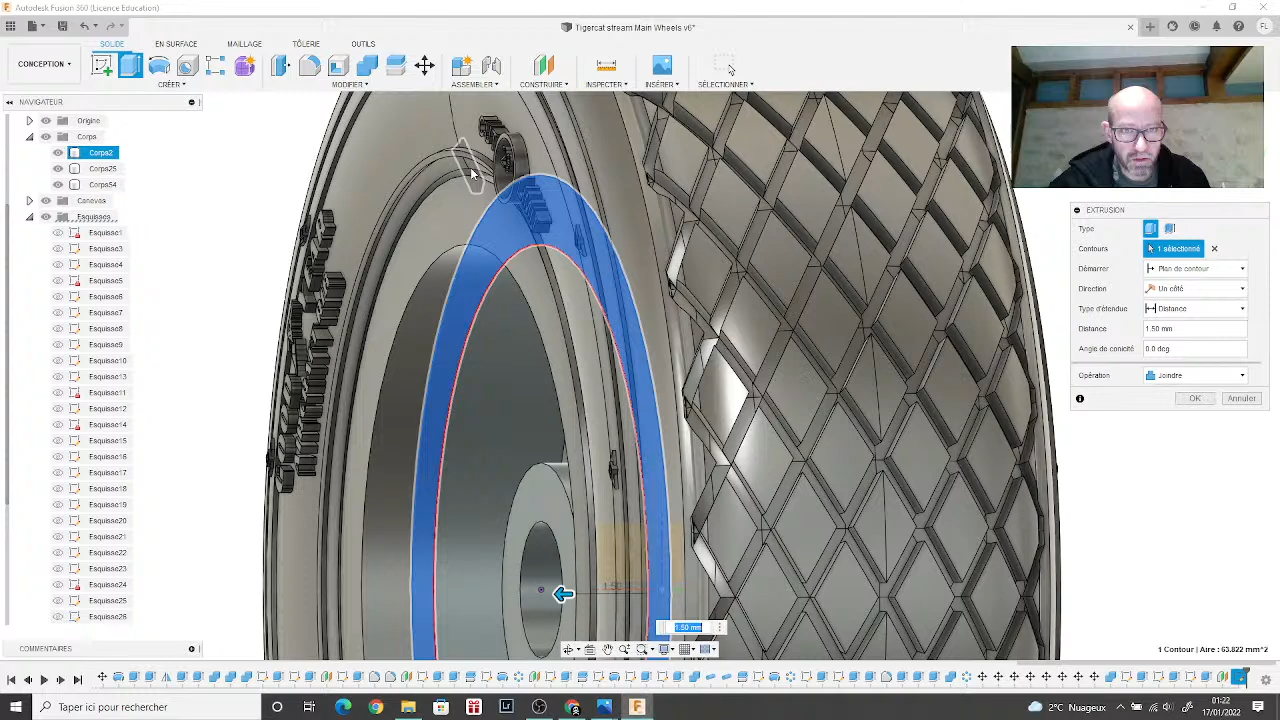 Autodesk Fusion 360 (Licence Education)
Tigercat stream Main Wheels v6*
FL
SOLIDE EN SURFACE MAILLAGE TÔLERIE OUTILS
CONCEPTION
CRÉER MODIFIER ASSEMBLER CONSTRUIRE INSPECTER INSÉRER SÉLECTIONNER
NAVIGATEUR
Origine
Corps
Corps2
Corps25
Corps54
Canevas
Esquisses
Esquisse1
Esquisse3
Esquisse4
Esquisse5
Esquisse6
Esquisse7
Esquisse8
Esquisse9
Esquisse10
Esquisse13
Esquisse11
Esquisse12
Esquisse14
Esquisse15
Esquisse16
Esquisse17
Esquisse18
Esquisse19
Esquisse20
Esquisse21
Esquisse22
Esquisse23
Esquisse24
Esquisse25
Esquisse26
EXTRUSION
Type
Contours 1 sélectionné
Démarrer Plan de contour
Direction Un côté
Type d'étendue Distance
Distance 1.50 mm
Angle de conicité 0.0 deg
Opération Joindre
OK Annuler
1.50
1.50 mm
COMMENTAIRES
1 Contour | Aire : 63.822 mm^2
Taper ici pour rechercher
2°C Nuageux
01:22
17/01/2022